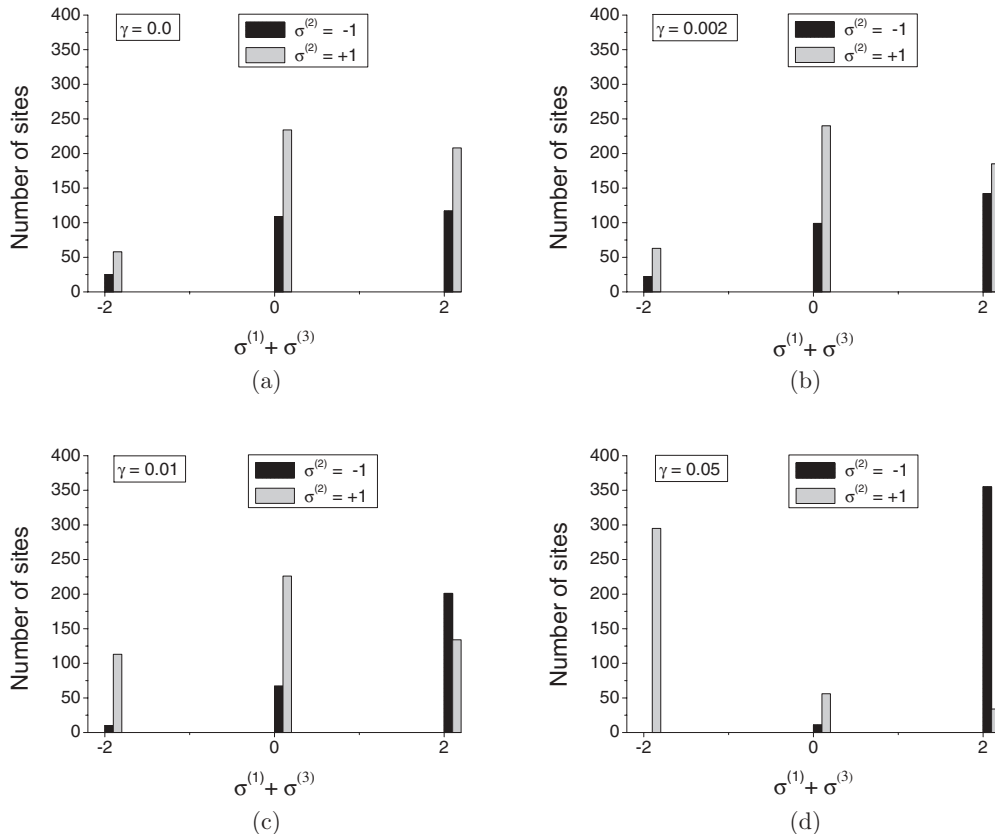 γ = 0.0
σ(2) = -1
σ(2) = +1
400
350
300
250
200
150
100
50
0
Number of sites
-2 0 2
σ(1)+ σ(3)
(a)
γ = 0.002
σ(2) = -1
σ(2) = +1
400
350
300
250
200
150
100
50
0
Number of sites
-2 0 2
σ(1)+ σ(3)
(b)
γ = 0.01
σ(2) = -1
σ(2) = +1
400
350
300
250
200
150
100
50
0
Number of sites
-2 0 2
σ(1)+ σ(3)
(c)
γ = 0.05
σ(2) = -1
σ(2) = +1
400
350
300
250
200
150
100
50
0
Number of sites
-2 0 2
σ(1)+ σ(3)
(d)